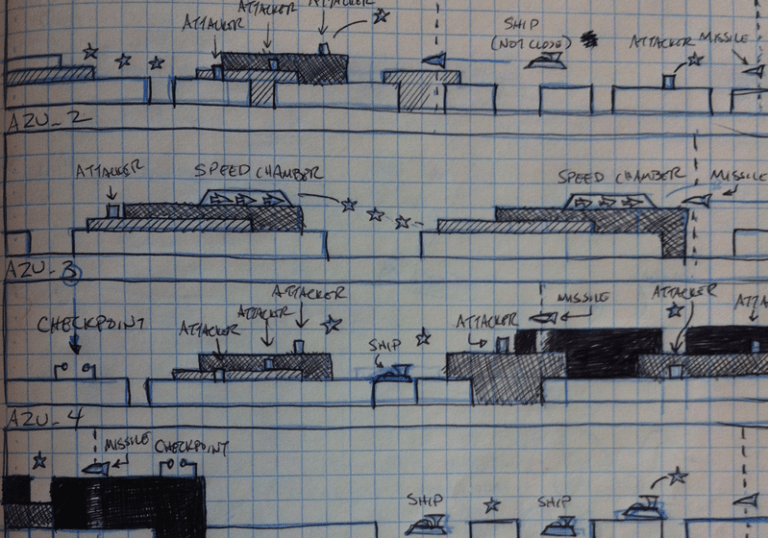 ATTACKER
ATTACKER
ATTACKER
SHIP
(NOT CLOSE)
ATTACKER
MISSILE
AZU_2
ATTACKER
SPEED CHAMBER
SPEED CHAMBER
MISSILE
AZU_3
CHECKPOINT
ATTACKER
ATTACKER
ATTACKER
SHIP
ATTACKER
MISSILE
ATTACKER
ATTA
AZU_4
MISSILE
CHECKPOINT
SHIP
SHIP